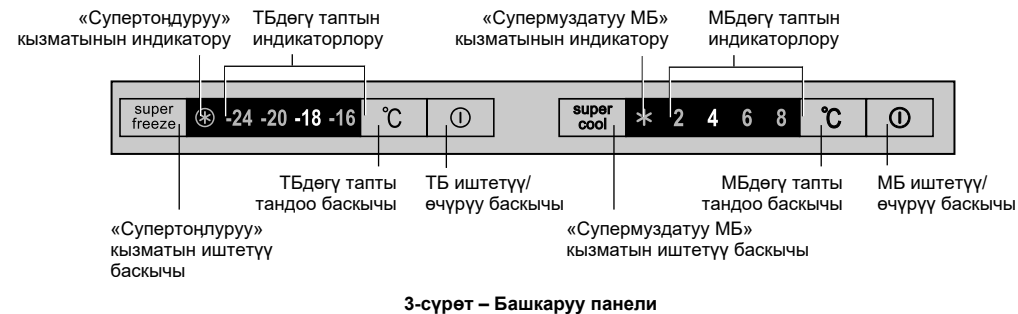 «Супертоңдуруу»
кызматынын индикатору
ТБдөгү таптын
индикаторлору
«Супермуздатуу МБ»
кызматынын индикатору
МБдөгү таптын
индикаторлору
super
freeze
-24 -20 -18 -16
°C
super
cool
2 4 6 8
°C
ТБдөгү тапты
тандоо баскычы
ТБ иштетүү/
өчүрүү баскычы
МБдөгү тапты
тандоо баскычы
МБ иштетүү/
өчүрүү баскычы
«Супертоңлуруу»
кызматын иштетүү
баскычы
«Супермуздатуу МБ»
кызматын иштетүү баскычы
3-сүрөт – Башкаруу панели